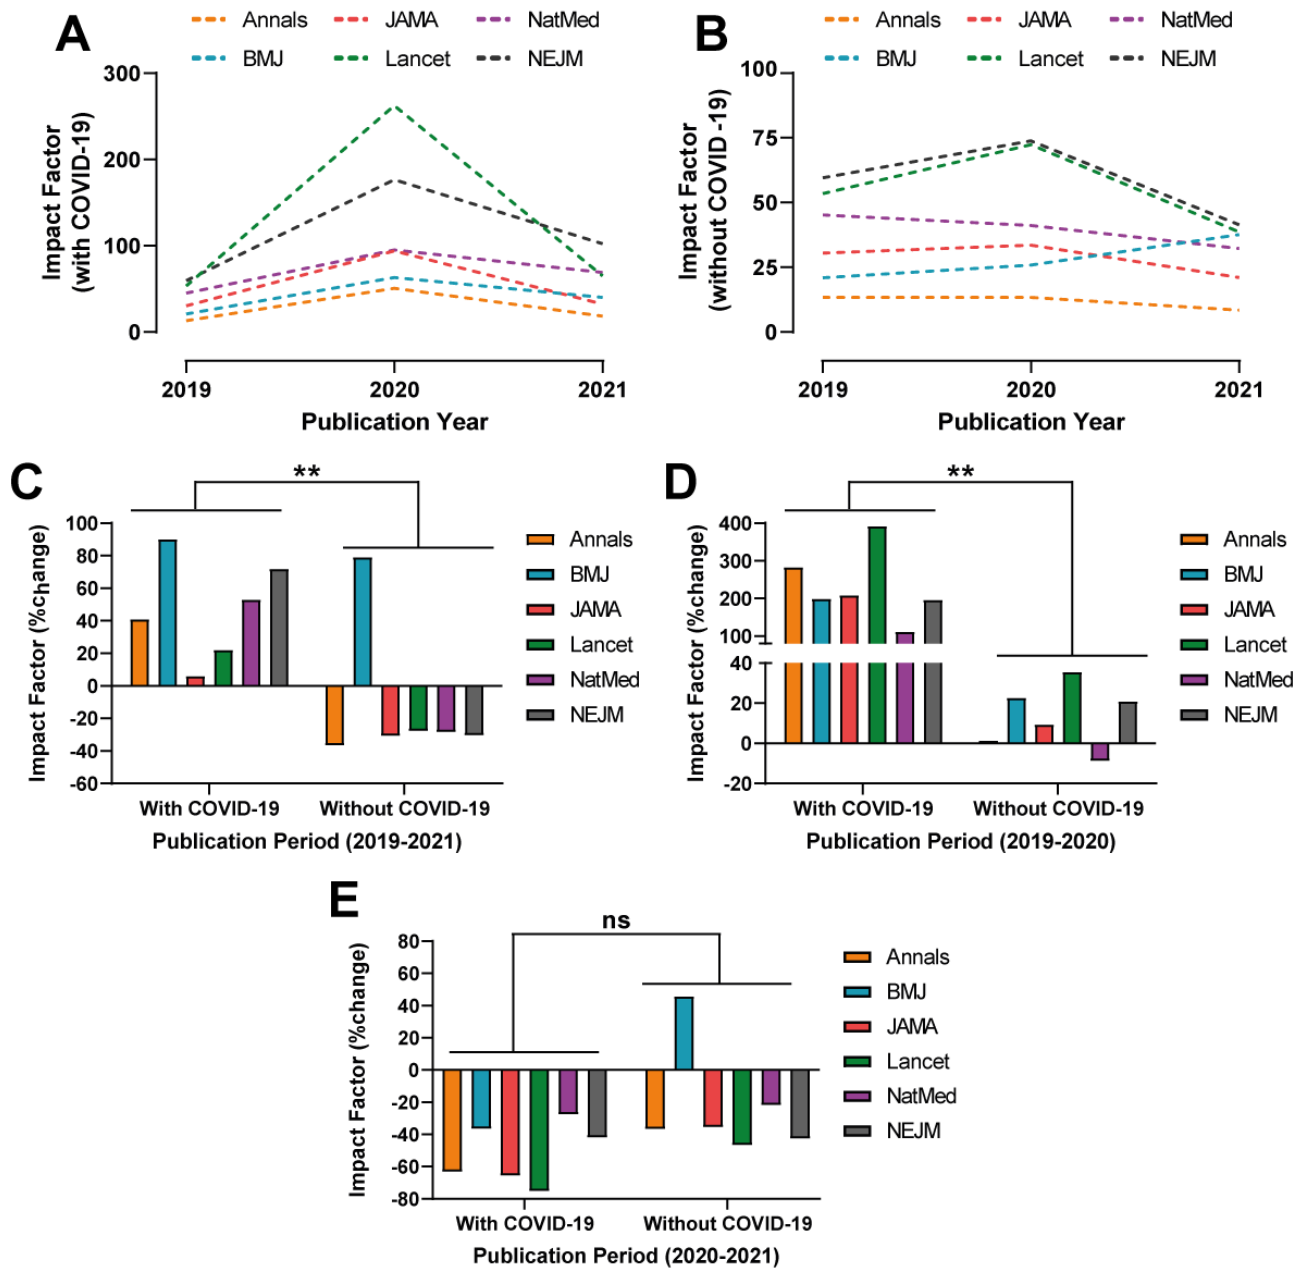 A
Annals JAMA NatMed
BMJ Lancet NEJM
Impact Factor
(with COVID-19)
300
200
100
0
2019 2020 2021
Publication Year
B
Annals JAMA NatMed
BMJ Lancet NEJM
Impact Factor
(without COVID-19)
100
75
50
25
0
2019 2020 2021
Publication Year
C
**
Impact Factor (%change)
100
80
60
40
20
0
-20
-40
-60
With COVID-19 Without COVID-19
Publication Period (2019-2021)
Annals
BMJ
JAMA
Lancet
NatMed
NEJM
D
**
Impact Factor (%change)
400
300
200
100
40
20
0
-20
With COVID-19 Without COVID-19
Publication Period (2019-2020)
Annals
BMJ
JAMA
Lancet
NatMed
NEJM
E
ns
Impact Factor (%change)
80
60
40
20
0
-20
-40
-60
-80
With COVID-19 Without COVID-19
Publication Period (2020-2021)
Annals
BMJ
JAMA
Lancet
NatMed
NEJM